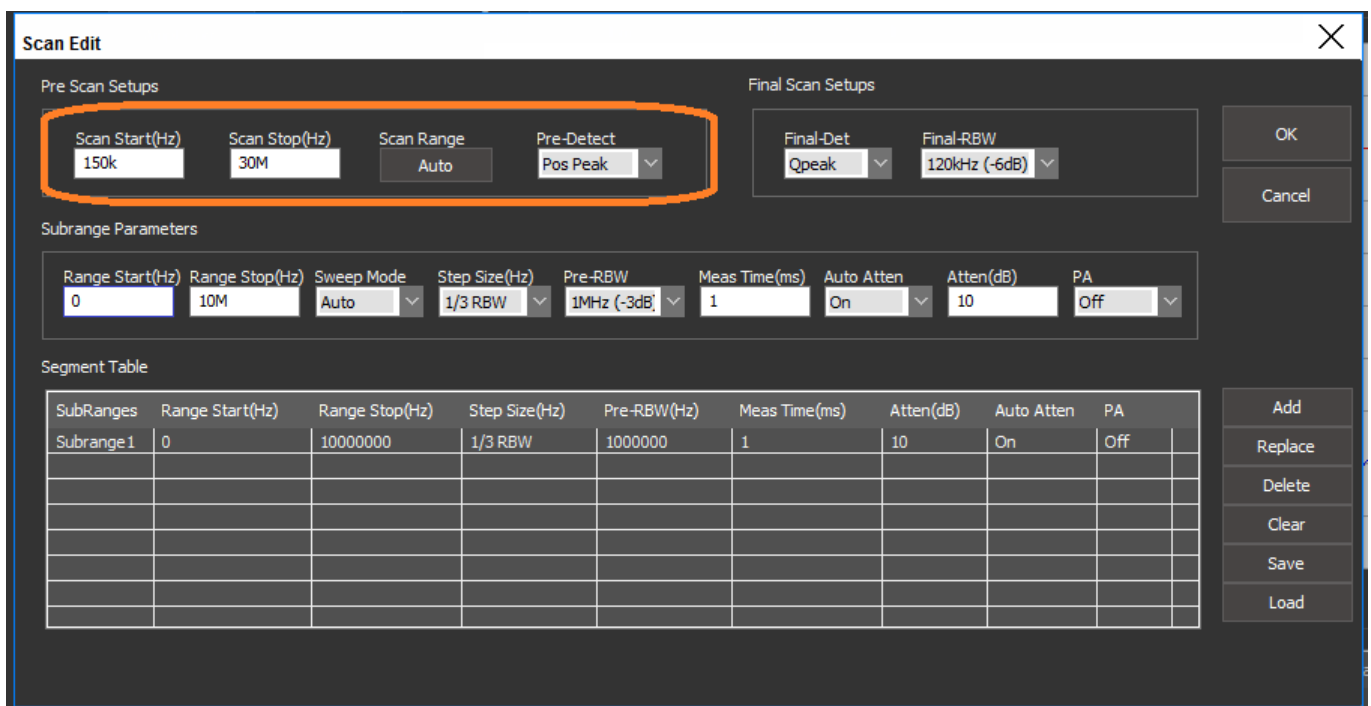 Scan Edit
Pre Scan Setups
Final Scan Setups
Scan Start(Hz) Scan Stop(Hz) Scan Range Pre-Detect
150k 30M Auto Pos Peak
Final-Det Final-RBW
Qpeak 120kHz (-6dB)
OK
Cancel
Subrange Parameters
Range Start(Hz) Range Stop(Hz) Sweep Mode Step Size(Hz) Pre-RBW Meas Time(ms) Auto Atten Atten(dB) PA
0 10M Auto 1/3 RBW 1MHz (-3dB) 1 On 10 Off
Segment Table
SubRanges Range Start(Hz) Range Stop(Hz) Step Size(Hz) Pre-RBW(Hz) Meas Time(ms) Atten(dB) Auto Atten PA
Subrange1 0 10000000 1/3 RBW 1000000 1 10 On Off
Add
Replace
Delete
Clear
Save
Load